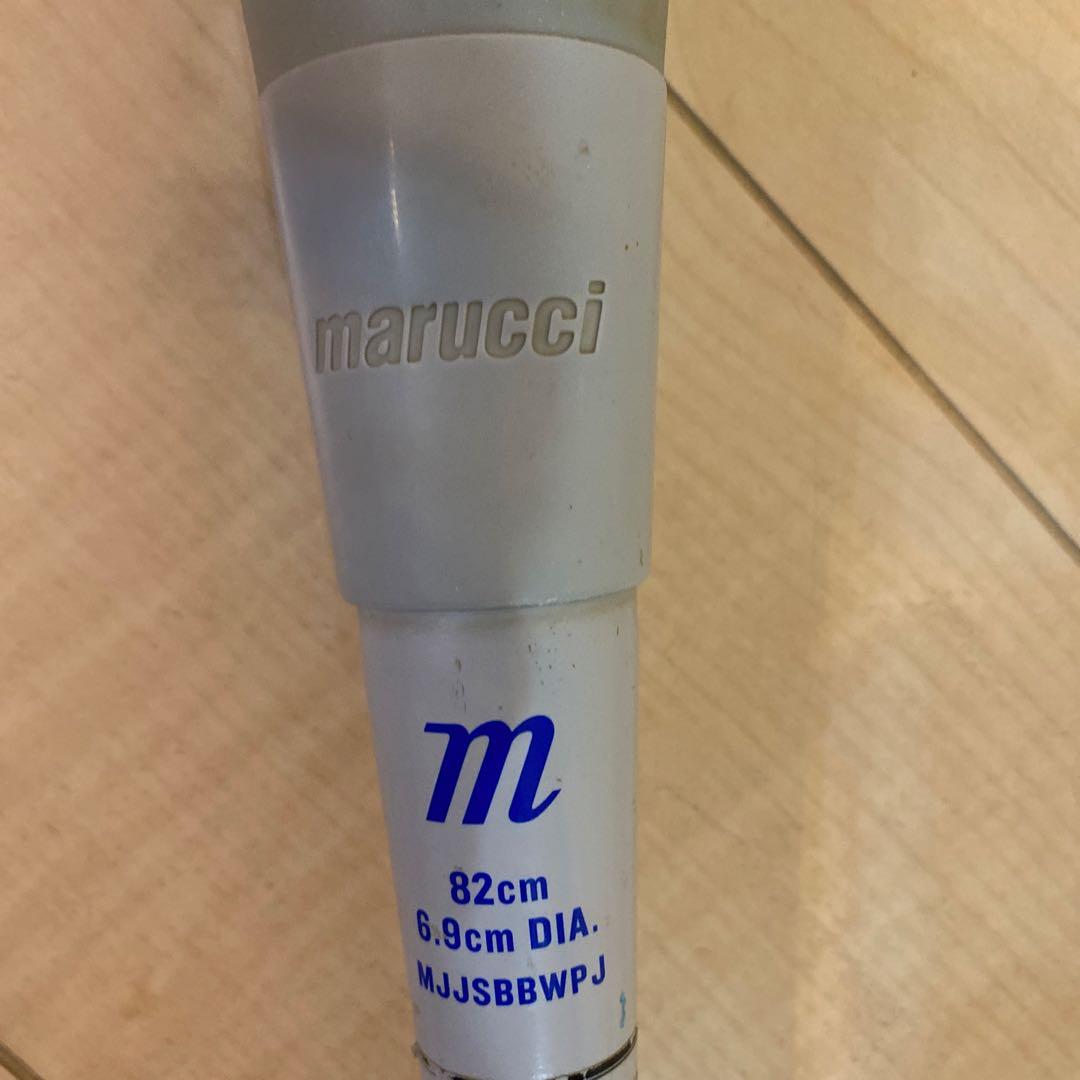 marucci
m
82cm
6.9cm DIA.
MJJSBBWPJ